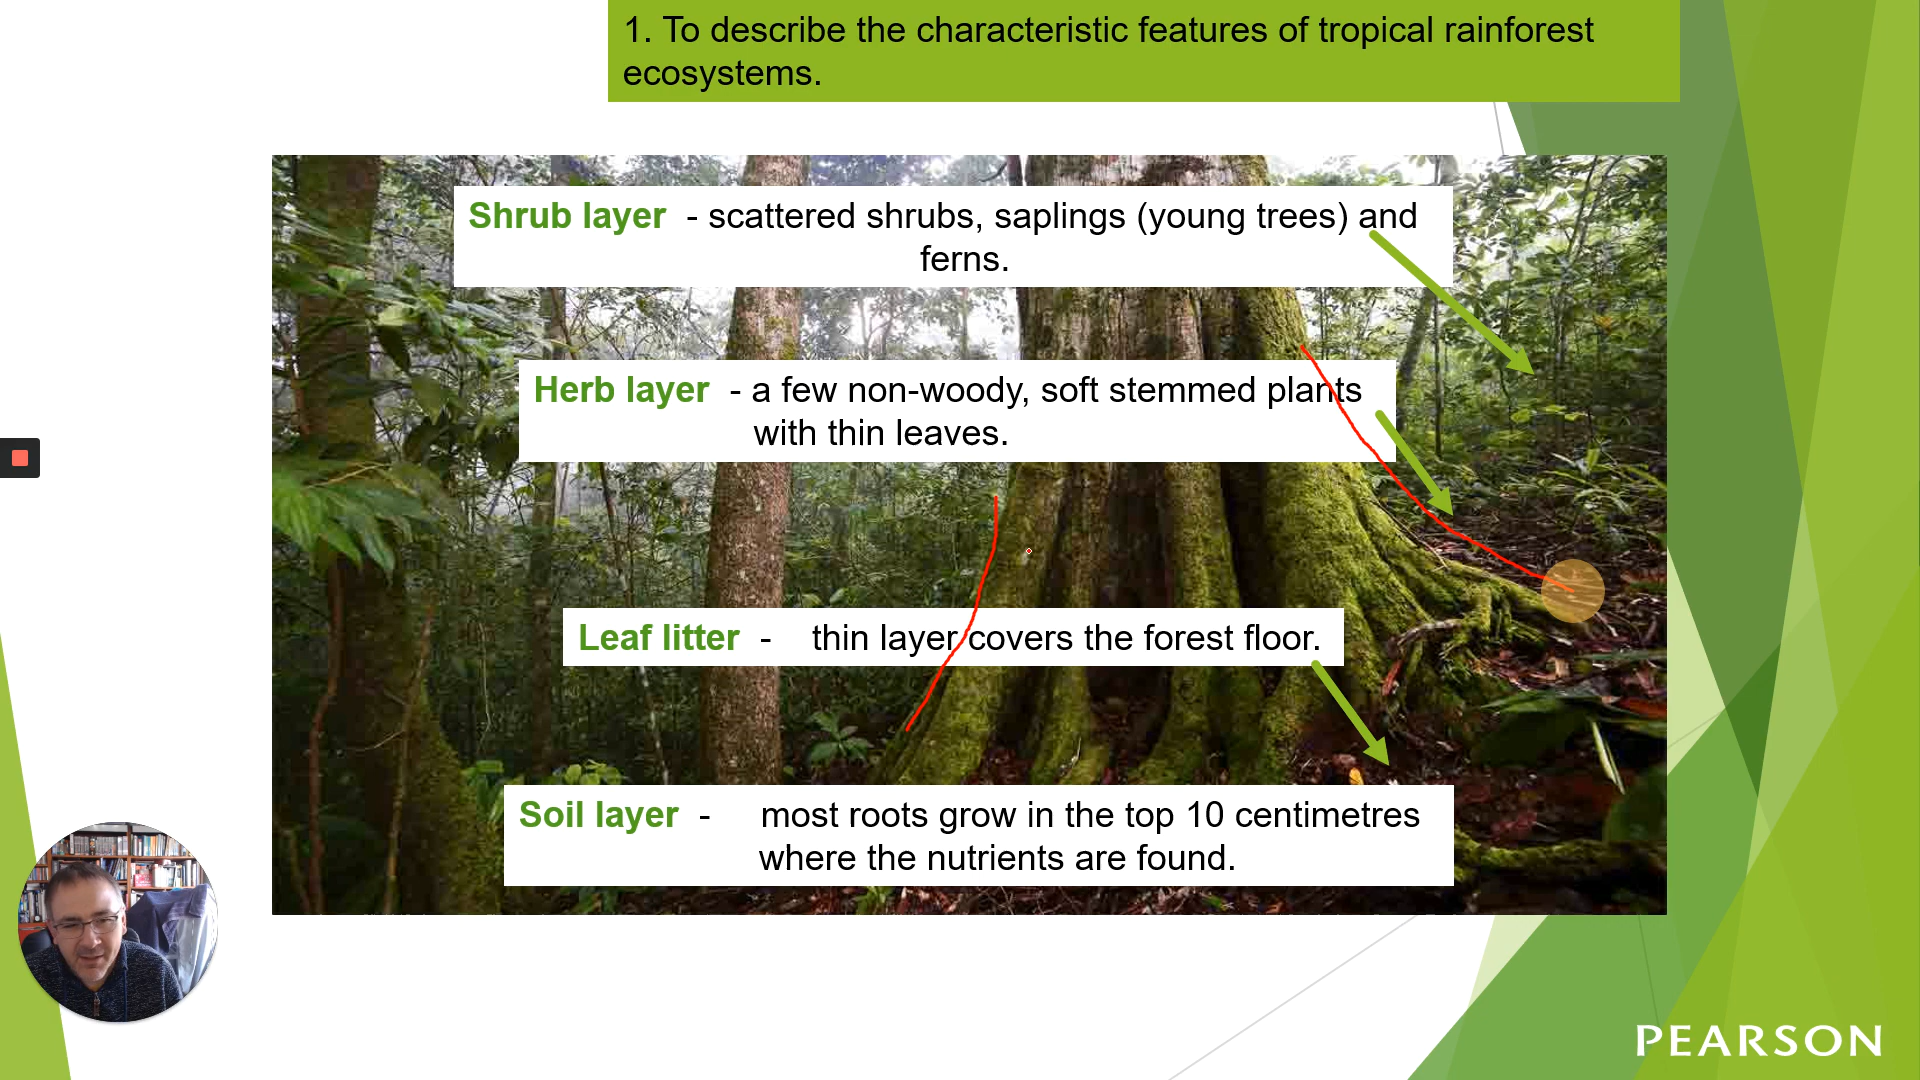 1. To describe the characteristic features of tropical rainforest
ecosystems.
Shrub layer - scattered shrubs, saplings (young trees) and
ferns.
Herb layer - a few non-woody, soft stemmed plants
with thin leaves.
Leaf litter - thin layer covers the forest floor.
Soil layer - most roots grow in the top 10 centimetres
where the nutrients are found.
PEARSON